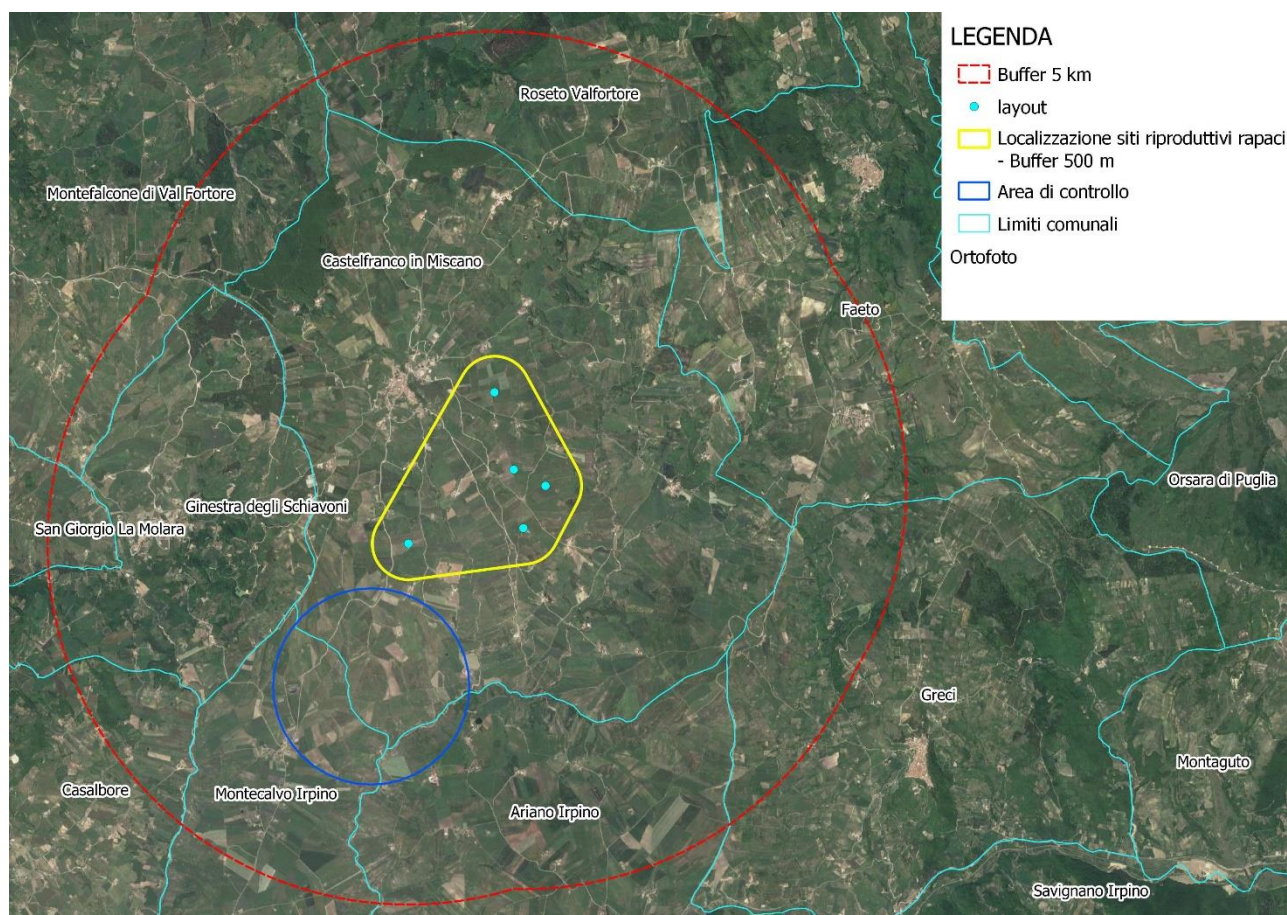 LEGENDA
Buffer 5 km
layout
Localizzazione siti riproduttivi rapaci
- Buffer 500 m
Area di controllo
Limiti comunali
Ortofoto
Roseto Valfortore
Montefalcone di Val Fortore
Castelfranco in Miscano
Faeto
Orsara di Puglia
Ginestra degli Schiavoni
San Giorgio La Molara
Greci
Montaguto
Casalbore
Montecalvo Irpino
Ariano Irpino
Savignano Irpino